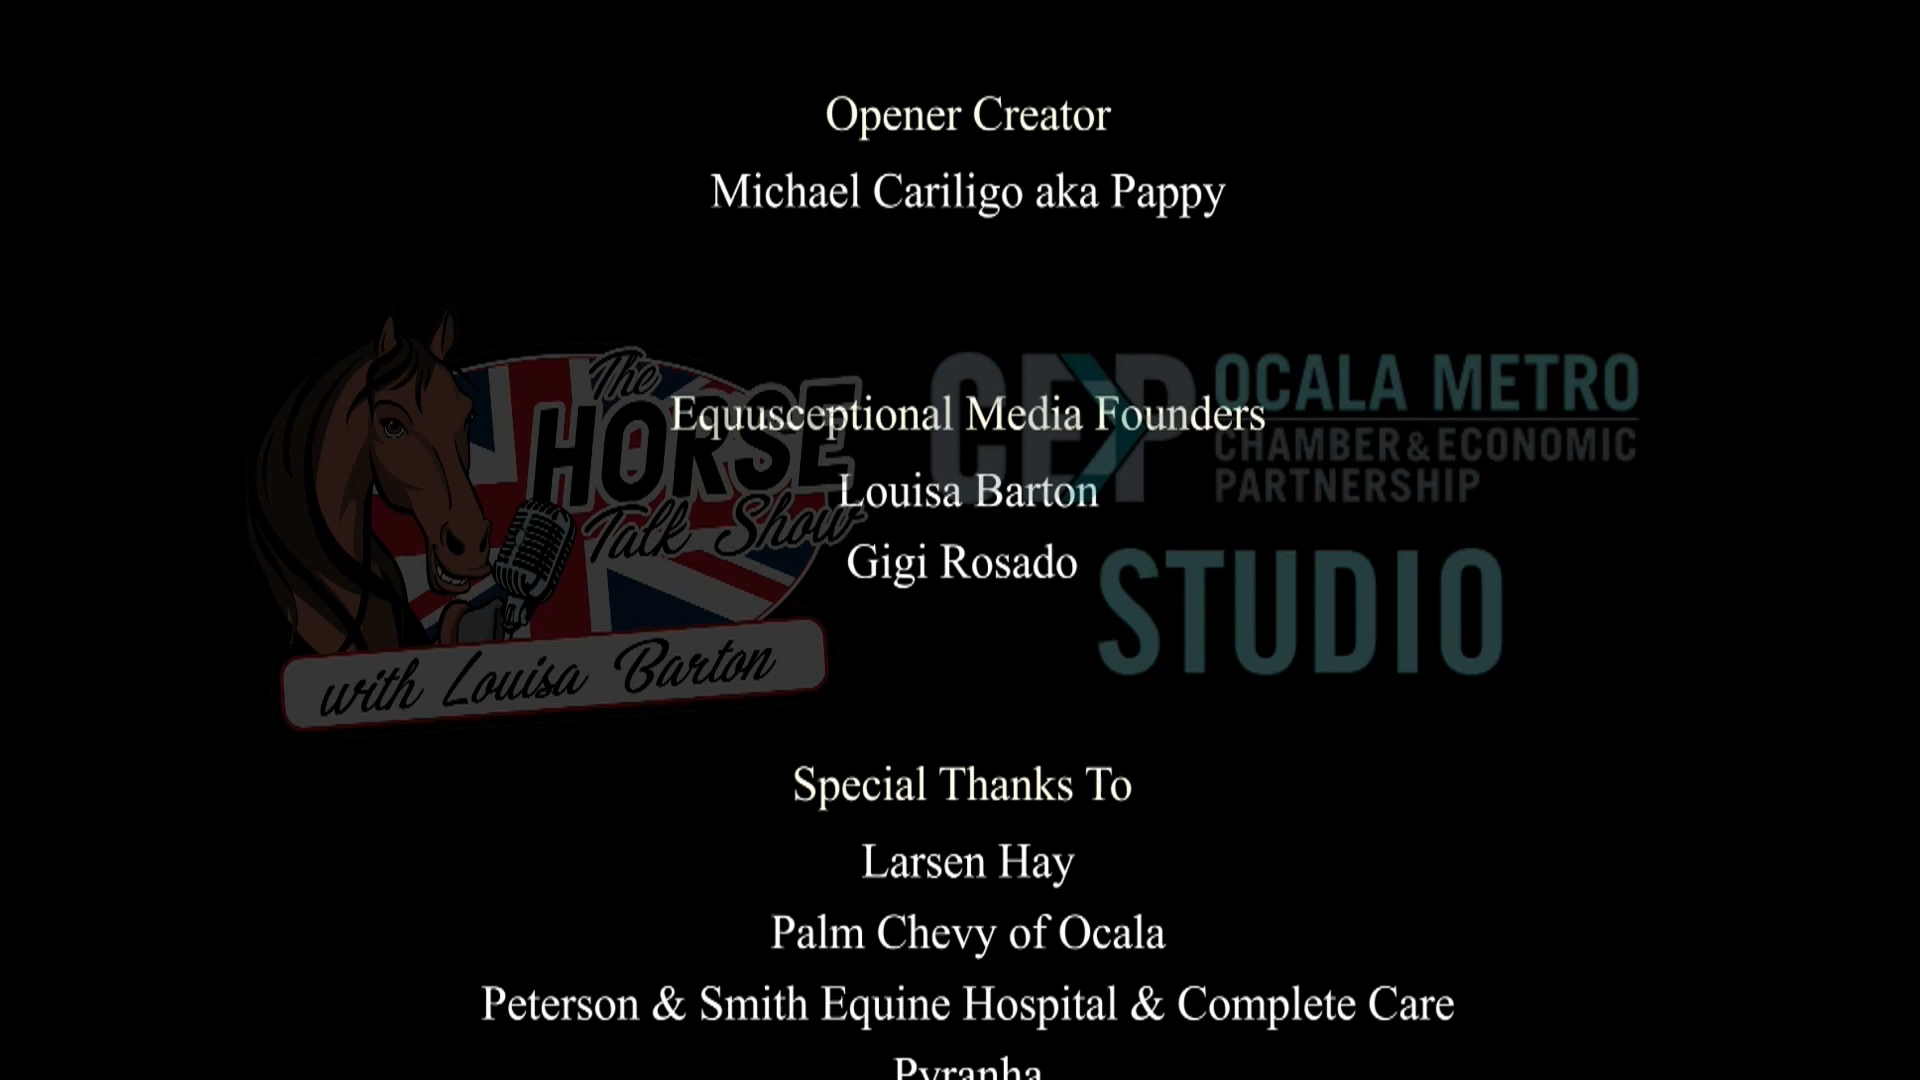 Opener Creator
Michael Cariligo aka Pappy
The
HORSE
Talk Show
with Louisa Barton
CEP
OCALA METRO
CHAMBER & ECONOMIC
PARTNERSHIP
STUDIO
Equusceptional Media Founders
Louisa Barton
Gigi Rosado
Special Thanks To
Larsen Hay
Palm Chevy of Ocala
Peterson & Smith Equine Hospital & Complete Care
Pyranha